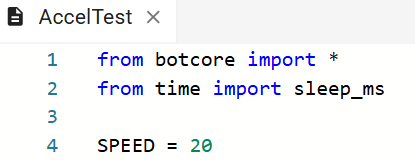 AccelTest
1 from botcore import *
2 from time import sleep_ms
3
4 SPEED = 20